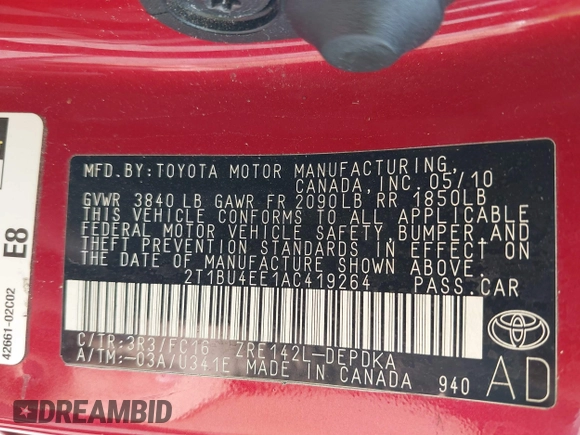 MFD.BY:TOYOTA MOTOR MANUFACTURING,
CANADA, INC. 05/10
GVWR 3840LB GAWR FR 2090LB RR 1850LB
THIS VEHICLE CONFORMS TO ALL APPLICABLE
FEDERAL MOTOR VEHICLE SAFETY, BUMPER AND
THEFT PREVENTION STANDARDS IN EFFECT ON
THE DATE OF MANUFACTURE SHOWN ABOVE.
2T1BU4EE1AC419264 PASS.CAR
C/TR:3R3/FC16 ZRE142L-DEPDKA
A/TM:-03A/U341E MADE IN CANADA 940
TOYOTA
AD
E8
42661-02C02
DREAMBID